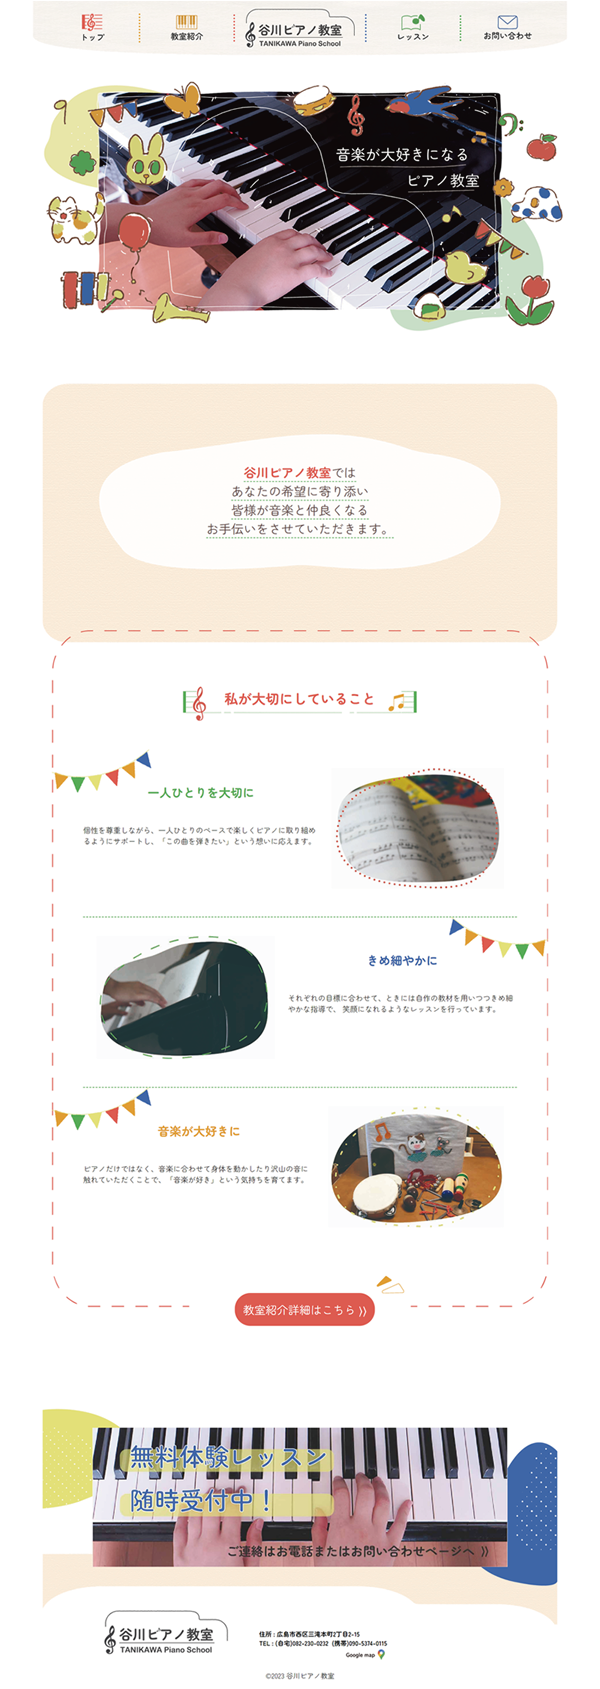 トップ
教室紹介
谷川ピアノ教室
TANIKAWA Piano School
レッスン
お問い合わせ
音楽が大好きになる
ピアノ教室
谷川ピアノ教室では
あなたの希望に寄り添い
皆様が音楽と仲良くなる
お手伝いをさせていただきます。
私が大切にしていること
一人ひとりを大切に
個性を尊重しながら、一人ひとりのペースで楽しくピアノに取り組め
るようにサポートし、「この曲を弾きたい」という想いに応えます。
きめ細やかに
それぞれの目標に合わせて、ときには自作の教材を用いつつきめ細
やかな指導で、 笑顔になれるようなレッスンを行っています。
音楽が大好きに
ピアノだけではなく、音楽に合わせて身体を動かしたり沢山の音に
触れていただくことで、「音楽が好き」という気持ちを育てます。
教室紹介詳細はこちら 》
無料体験レッスン
随時受付中！
ご連絡はお電話またはお問い合わせページへ 》
谷川ピアノ教室
TANIKAWA Piano School
住所 : 広島市西区三滝本町2丁目2-15
TEL : (自宅)082-230-0232 (携帯)090-5374-0115
Google map
©2023 谷川ピアノ教室